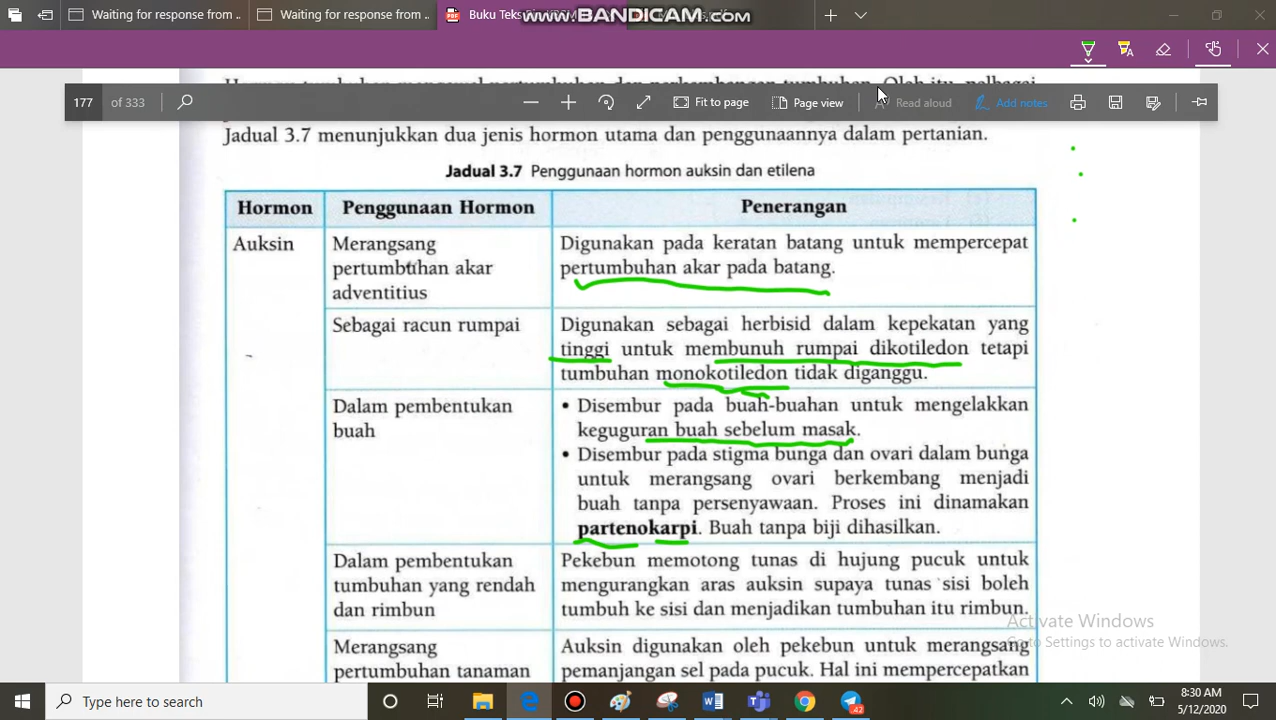 Waiting for response from
Waiting for response from
Buku Teks
www.BANDICAM.com
177 of 333
Fit to page
Page view
Read aloud
Add notes
Jadual 3.7 menunjukkan dua jenis hormon utama dan penggunaannya dalam pertanian.
Jadual 3.7 Penggunaan hormon auksin dan etilena
Hormon Penggunaan Hormon Penerangan
Auksin
Merangsang
pertumbuhan akar
adventitius
Digunakan pada keratan batang untuk mempercepat
pertumbuhan akar pada batang.
Sebagai racun rumpai
Digunakan sebagai herbisid dalam kepekatan yang
tinggi untuk membunuh rumpai dikotiledon tetapi
tumbuhan monokotiledon tidak diganggu.
Dalam pembentukan
buah
• Disembur pada buah-buahan untuk mengelakkan
keguguran buah sebelum masak.
• Disembur pada stigma bunga dan ovari dalam bunga
untuk merangsang ovari berkembang menjadi
buah tanpa persenyawaan. Proses ini dinamakan
partenokarpi. Buah tanpa biji dihasilkan.
Dalam pembentukan
tumbuhan yang rendah
dan rimbun
Pekebun memotong tunas di hujung pucuk untuk
mengurangkan aras auksin supaya tunas sisi boleh
tumbuh ke sisi dan menjadikan tumbuhan itu rimbun.
Merangsang
pertumbuhan tanaman
Auksin digunakan oleh pekebun untuk merangsang
pemanjangan sel pada pucuk. Hal ini mempercepatkan
Activate Windows
Go to Settings to activate Windows.
Type here to search
42
8:30 AM
5/12/2020